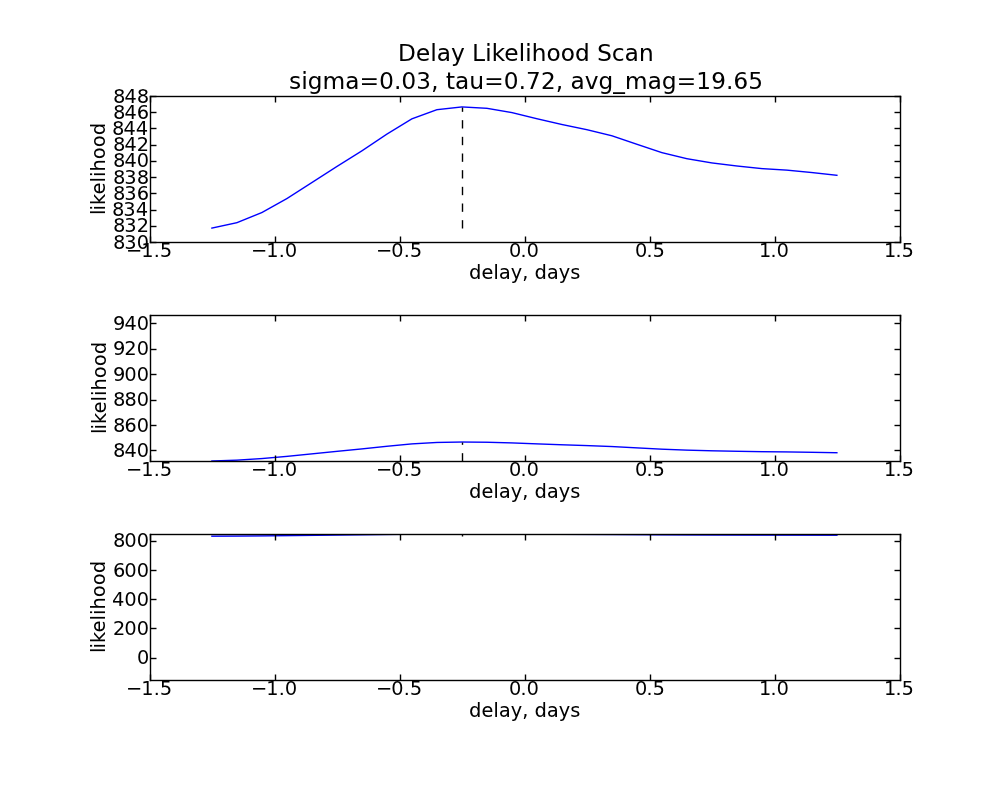 Delay Likelihood Scan
sigma=0.03, tau=0.72, avg_mag=19.65
848
846
844
842
840
838
836
834
832
830
likelihood
−1.5 −1.0 −0.5 0.0 0.5 1.0 1.5
delay, days
940
920
900
880
860
840
likelihood
−1.5 −1.0 −0.5 0.0 0.5 1.0 1.5
delay, days
800
600
400
200
0
likelihood
−1.5 −1.0 −0.5 0.0 0.5 1.0 1.5
delay, days